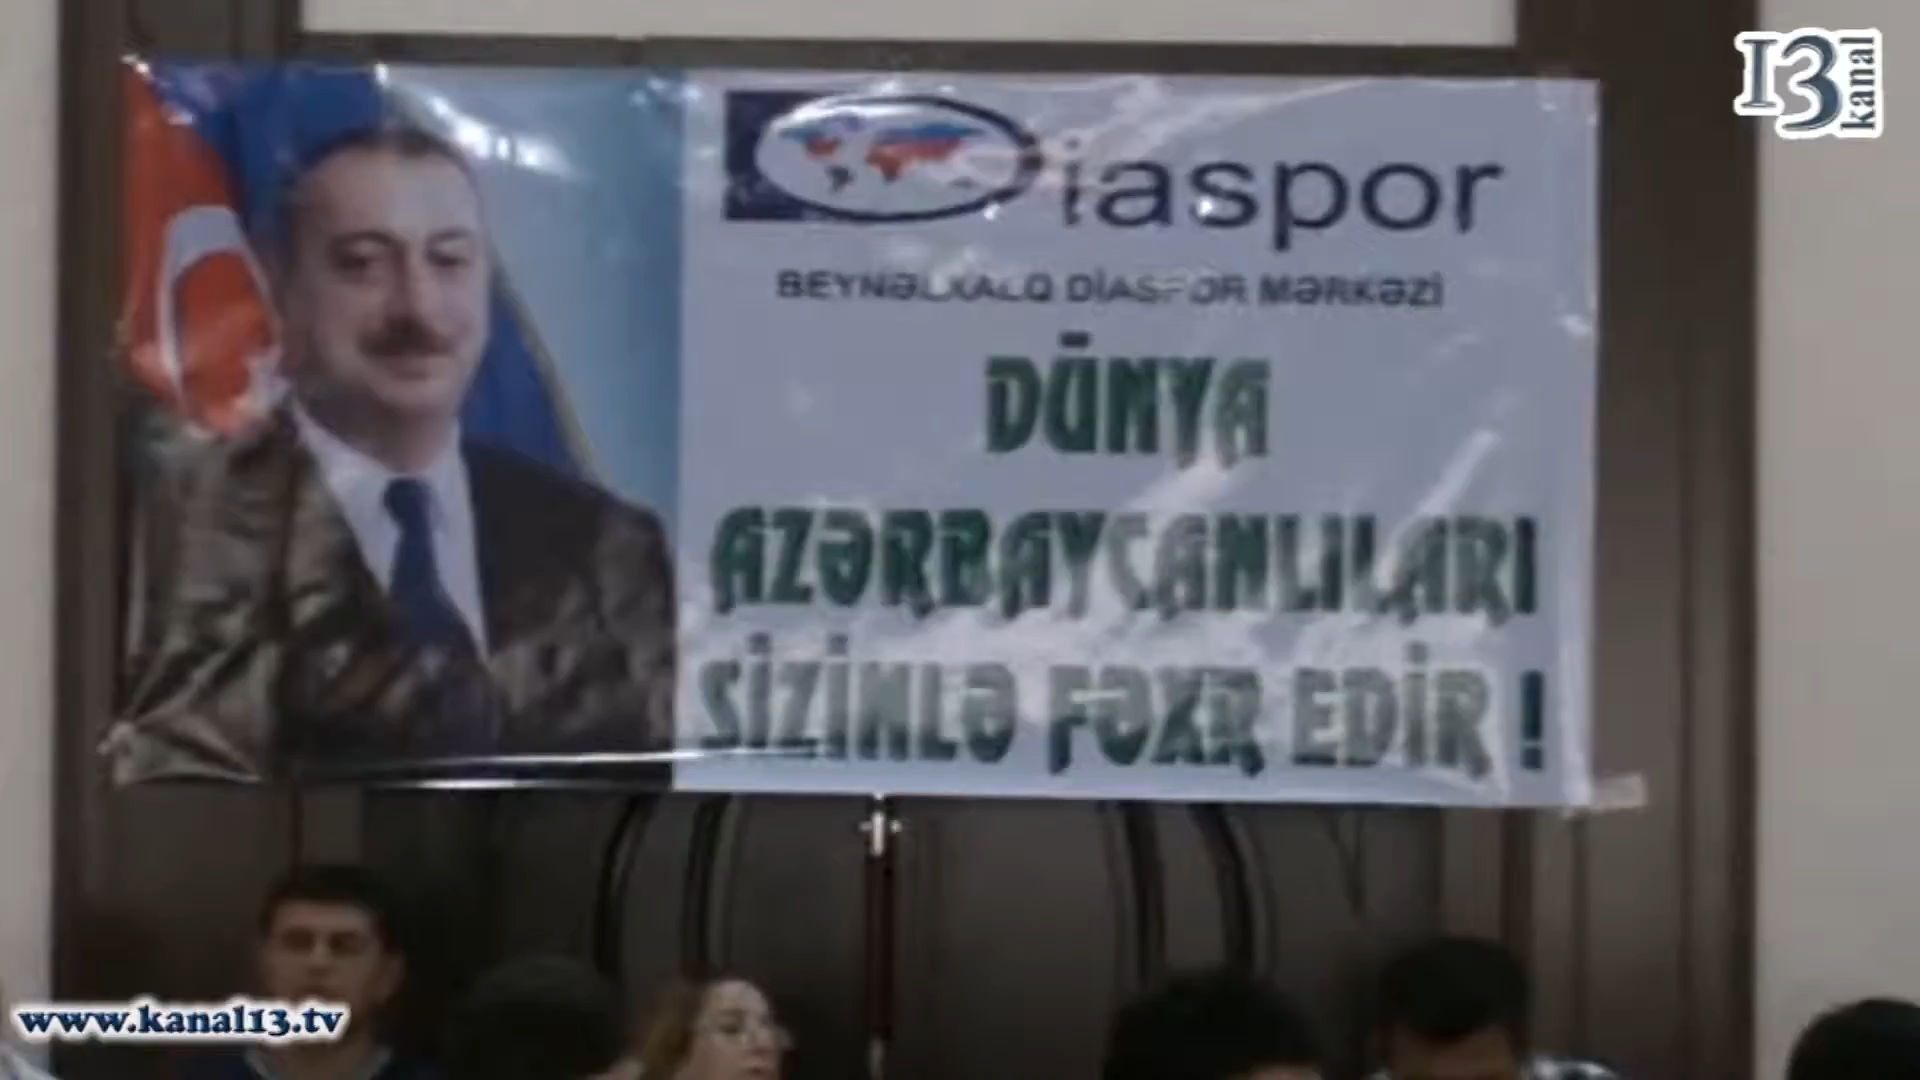 13 kanal
Diaspor
BEYNƏLXALQ DİASPOR MƏRKƏZİ
DÜNYA
AZƏRBAYCANLILARI
SİZİNLƏ FƏXR EDİR !
www.kanal13.tv